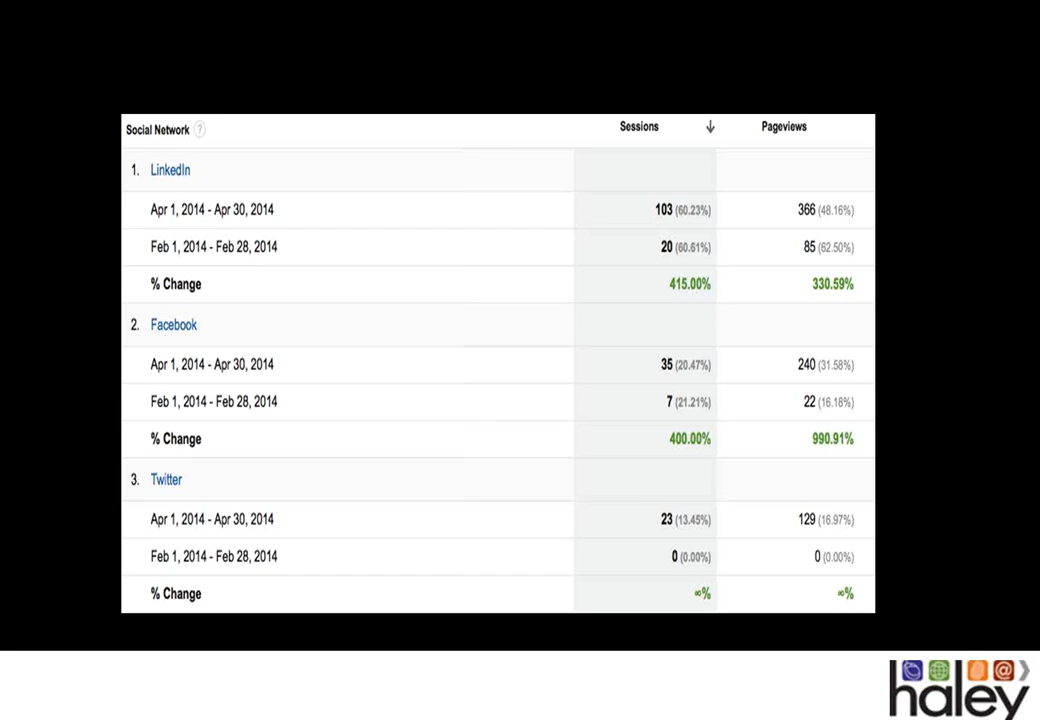 Social Network ? Sessions ↓ Pageviews
1. LinkedIn
Apr 1, 2014 - Apr 30, 2014 103 (60.23%) 366 (48.16%)
Feb 1, 2014 - Feb 28, 2014 20 (60.61%) 85 (62.50%)
% Change 415.00% 330.59%
2. Facebook
Apr 1, 2014 - Apr 30, 2014 35 (20.47%) 240 (31.58%)
Feb 1, 2014 - Feb 28, 2014 7 (21.21%) 22 (16.18%)
% Change 400.00% 990.91%
3. Twitter
Apr 1, 2014 - Apr 30, 2014 23 (13.45%) 129 (16.97%)
Feb 1, 2014 - Feb 28, 2014 0 (0.00%) 0 (0.00%)
% Change ∞% ∞%
@
haley